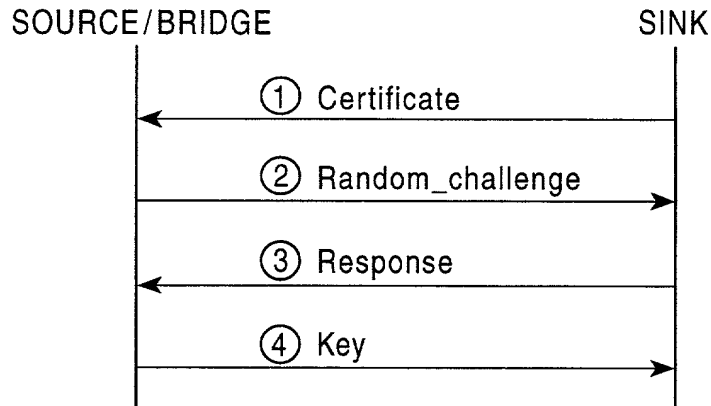 SOURCE/BRIDGE SINK
① Certificate
② Random_challenge
③ Response
④ Key